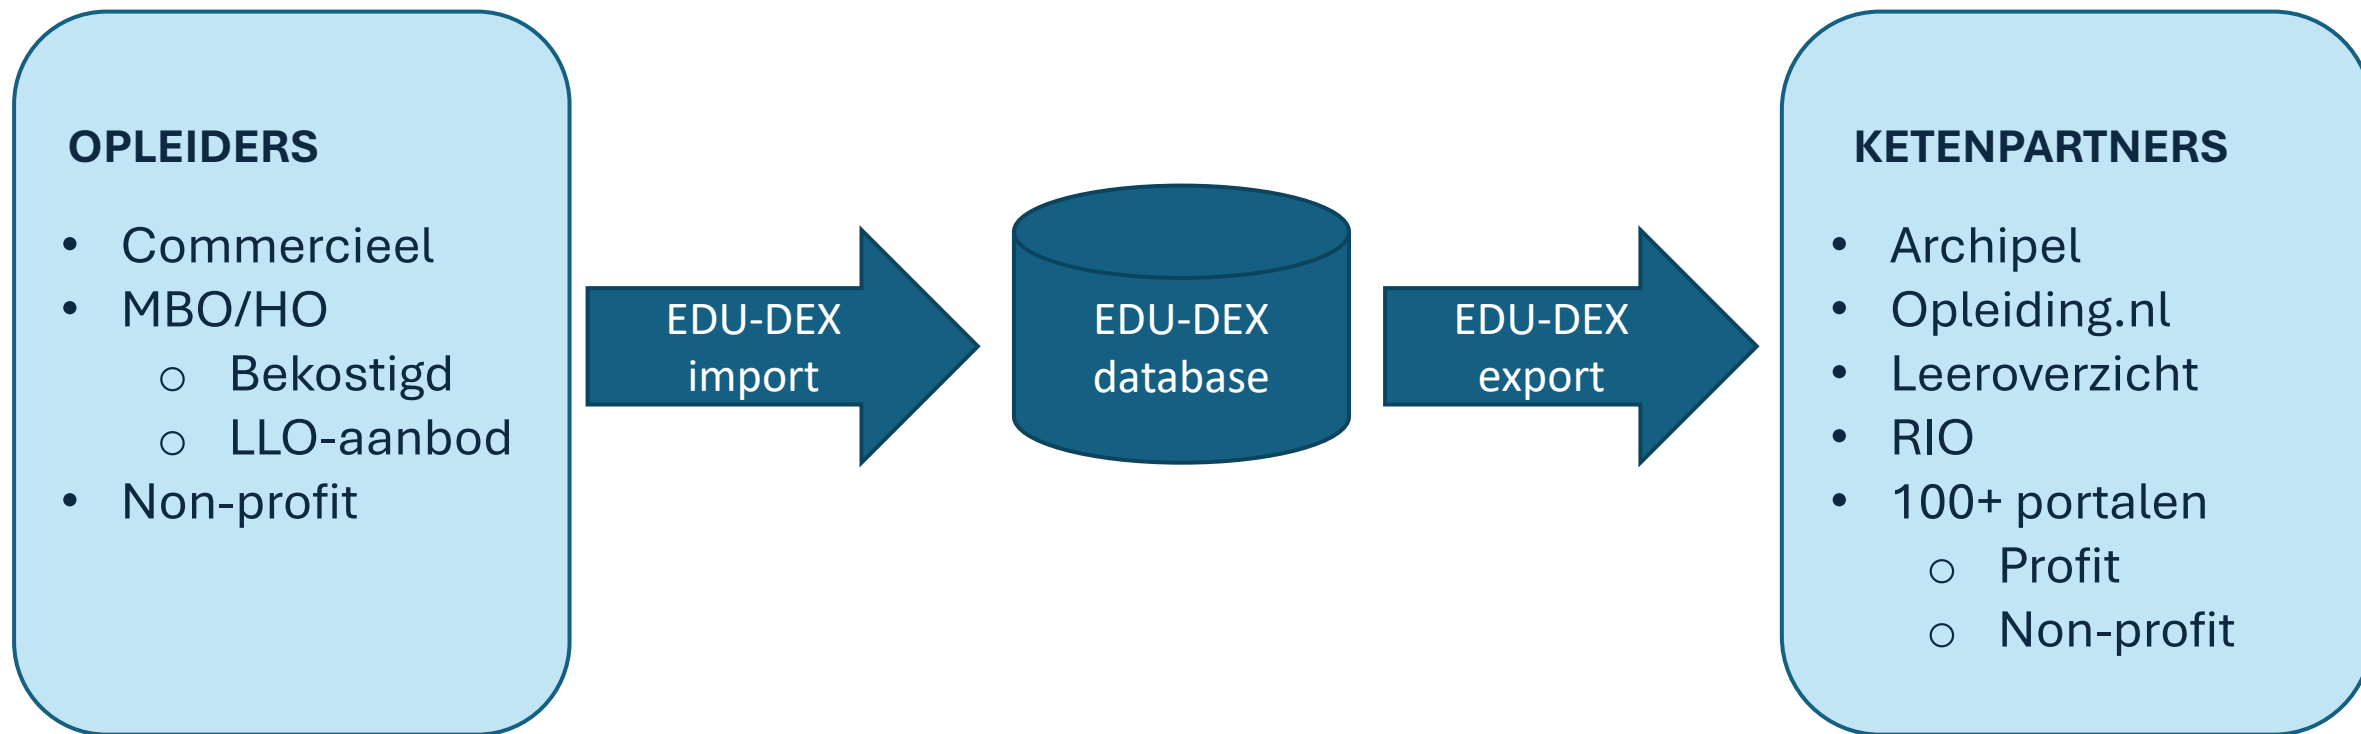 OPLEIDERS
• Commercieel
• MBO/HO
o Bekostigd
o LLO-aanbod
• Non-profit
EDU-DEX
import
EDU-DEX
database
EDU-DEX
export
KETENPARTNERS
• Archipel
• Opleiding.nl
• Leeroverzicht
• RIO
• 100+ portalen
o Profit
o Non-profit